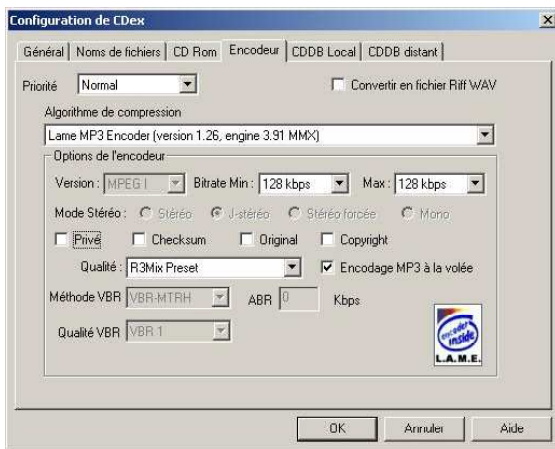 Configuration de CDex
Général Noms de fichiers CD Rom Encodeur CDDB Local CDDB distant
Priorité Normal Convertir en fichier Riff WAV
Algorithme de compression
Lame MP3 Encoder (version 1.26, engine 3.91 MMX)
Options de l'encodeur
Version : MPEG I Bitrate Min : 128 kbps Max : 128 kbps
Mode Stéréo : Stéréo J-stéréo Stéréo forcée Mono
Privé Checksum Original Copyright
Qualité : R3Mix Preset Encodage MP3 à la volée
Méthode VBR VBR-MTRH ABR 0 Kbps
Qualité VBR VBR 1
encoder
inside
L.A.M.E.
OK Annuler Aide